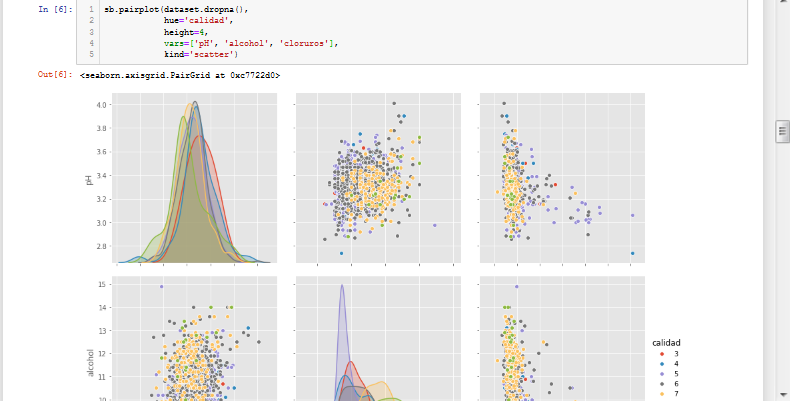 In [6]:
1 sb.pairplot(dataset.dropna(),
2 hue='calidad',
3 height=4,
4 vars=['pH', 'alcohol', 'cloruros'],
5 kind='scatter')
Out[6]: <seaborn.axisgrid.PairGrid at 0xc7722d0>
4.0
3.8
3.6
3.4
3.2
3.0
2.8
pH
15
14
13
12
11
10
alcohol
calidad
3
4
5
6
7